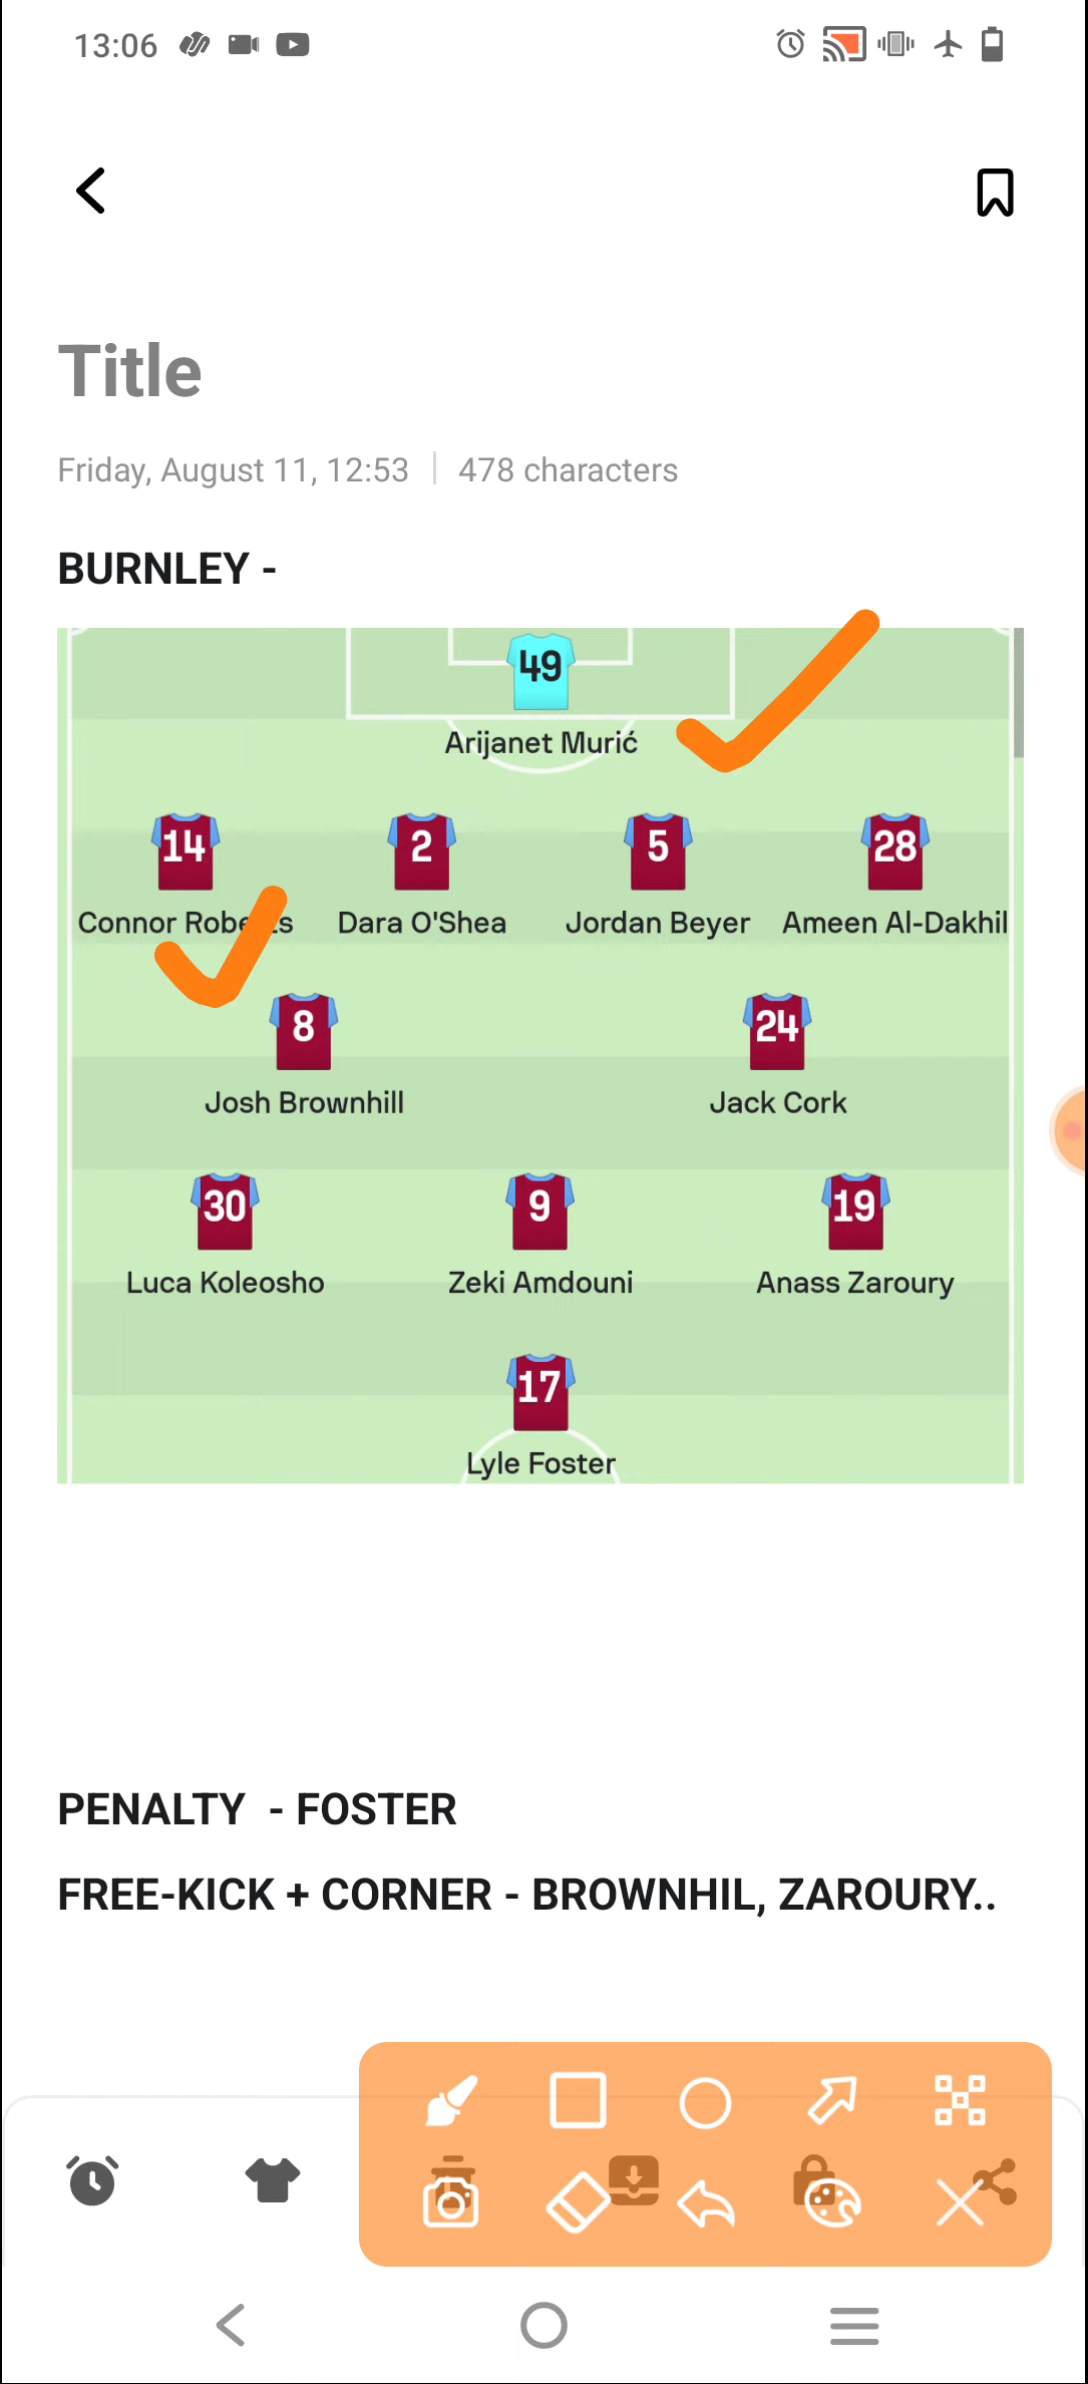 13:06
Title
Friday, August 11, 12:53 | 478 characters
BURNLEY -
49
Arijanet Murić
14 2 5 28
Connor Roberts Dara O'Shea Jordan Beyer Ameen Al-Dakhil
8 24
Josh Brownhill Jack Cork
30 9 19
Luca Koleosho Zeki Amdouni Anass Zaroury
17
Lyle Foster
PENALTY - FOSTER
FREE-KICK + CORNER - BROWNHIL, ZAROURY..